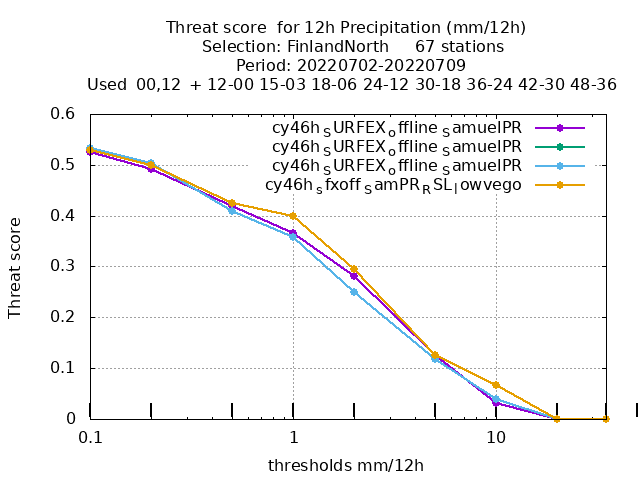 Threat score  for 12h Precipitation (mm/12h)
Selection: FinlandNorth     67 stations
Period: 20220702-20220709
Used  00,12  + 12-00 15-03 18-06 24-12 30-18 36-24 42-30 48-36
0.6
0.5
0.4
0.3
0.2
0.1
0
Threat score
cy46h_SURFEX_offline_SamuelPR
cy46h_SURFEX_offline_SamuelPR
cy46h_SURFEX_offline_SamuelPR
cy46h_sfxoff_SamPR_RSL_lowvego
0.1 1 10
thresholds mm/12h